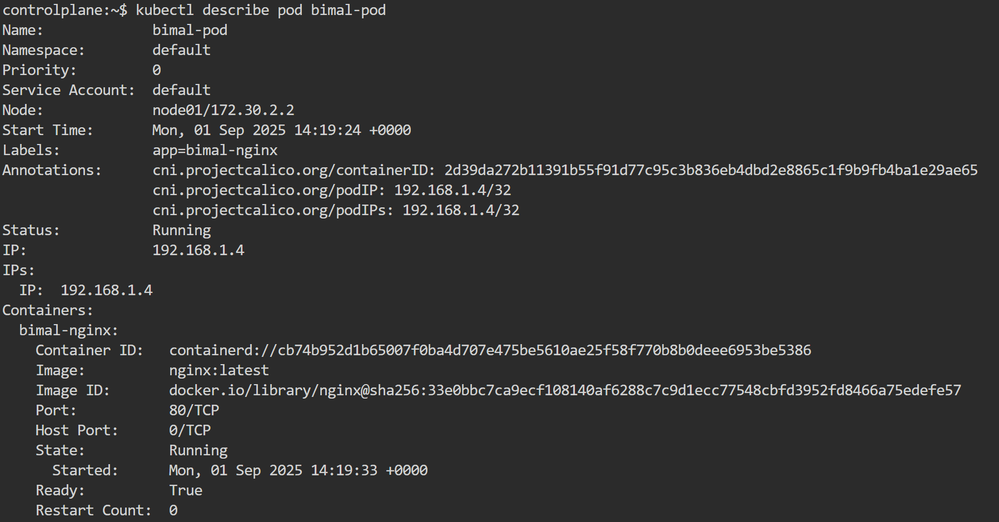 controlplane:~$ kubectl describe pod bimal-pod
Name:             bimal-pod
Namespace:        default
Priority:         0
Service Account:  default
Node:             node01/172.30.2.2
Start Time:       Mon, 01 Sep 2025 14:19:24 +0000
Labels:           app=bimal-nginx
Annotations:      cni.projectcalico.org/containerID: 2d39da272b11391b55f91d77c95c3b836eb4dbd2e8865c1f9b9fb4ba1e29ae65
                  cni.projectcalico.org/podIP: 192.168.1.4/32
                  cni.projectcalico.org/podIPs: 192.168.1.4/32
Status:           Running
IP:               192.168.1.4
IPs:
  IP:  192.168.1.4
Containers:
  bimal-nginx:
    Container ID:   containerd://cb74b952d1b65007f0ba4d707e475be5610ae25f58f770b8b0deee6953be5386
    Image:          nginx:latest
    Image ID:       docker.io/library/nginx@sha256:33e0bbc7ca9ecf108140af6288c7c9d1ecc77548cbfd3952fd8466a75edefe57
    Port:           80/TCP
    Host Port:      0/TCP
    State:          Running
      Started:      Mon, 01 Sep 2025 14:19:33 +0000
    Ready:          True
    Restart Count:  0